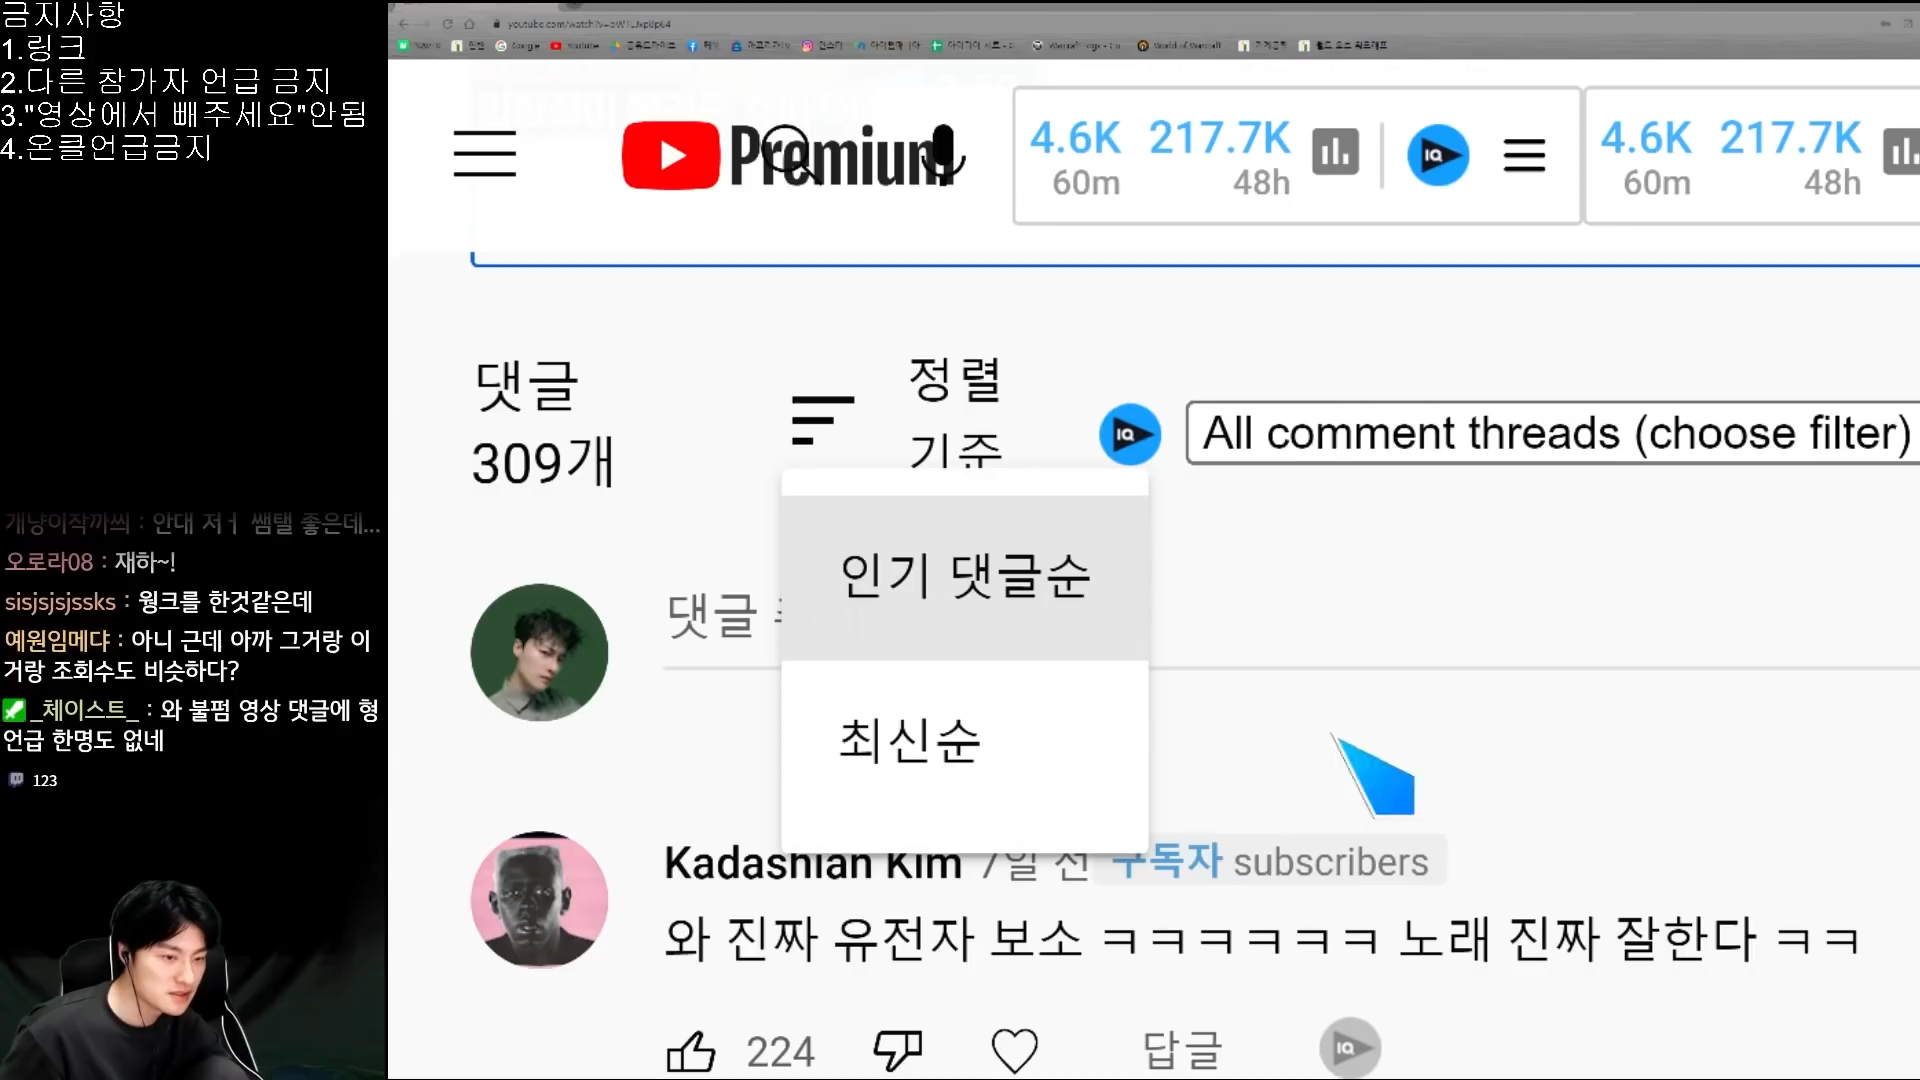 금지사항
1.링크
2.다른 참가자 언급 금지
3."영상에서 빼주세요"안됨
4.온클언급금지
개냥이작까씌 : 안대 저ㅕ 쌤탤 좋은데...
오로라08 : 재하~!
sisjsjsjssks : 윙크를 한것같은데
예원임메댜 : 아니 근데 아까 그거랑 이
거랑 조회수도 비슷하다?
_체이스트_ : 와 불펌 영상 댓글에 형
언급 한명도 없네
123
Google
Youtube
World of Warcraft
Premium
4.6K 217.7K
60m 48h
IQ
4.6K 217.7K
60m 48h
댓글
309개
정렬
기준
IQ
All comment threads (choose filter)
인기 댓글순
최신순
댓글
Kadashian Kim 7일 전 구독자 subscribers
와 진짜 유전자 보소 ㅋㅋㅋㅋㅋㅋ 노래 진짜 잘한다 ㅋㅋ
224 답글 IQ